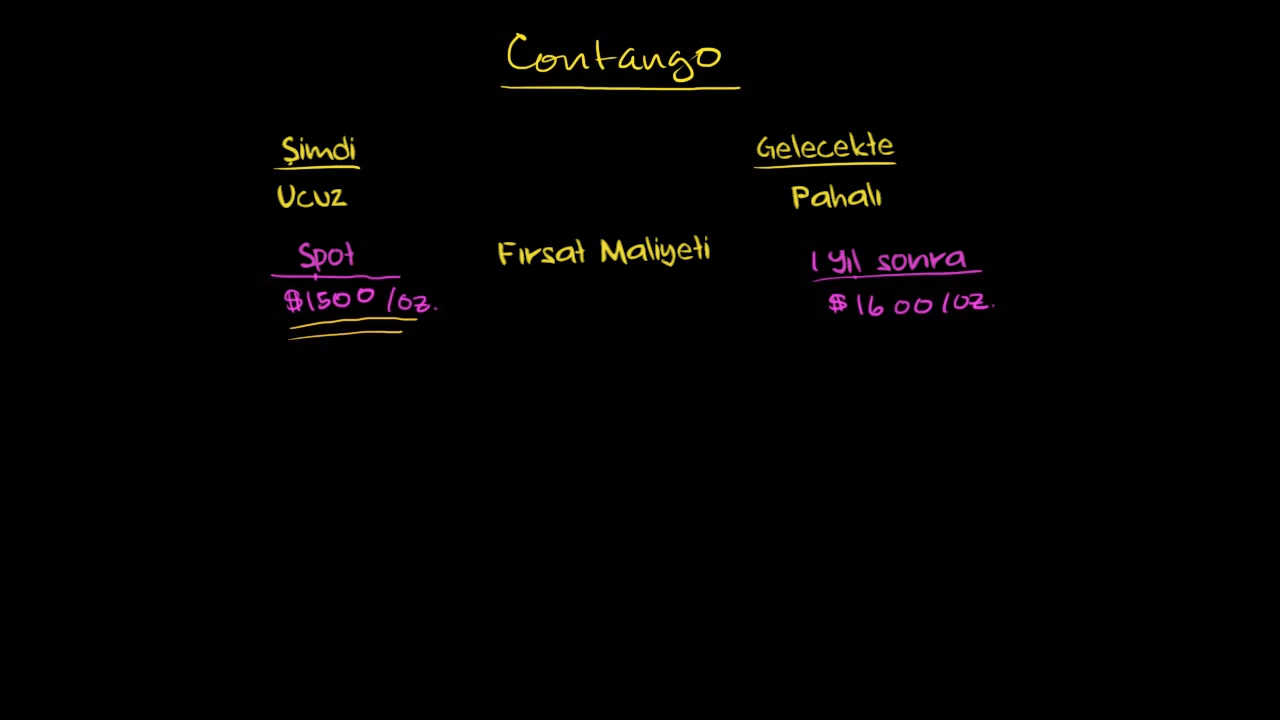 Contango
Şimdi
Ucuz
Gelecekte
Pahalı
Spot
$1500/oz.
Fırsat Maliyeti
1 Yıl sonra
$1600/oz.